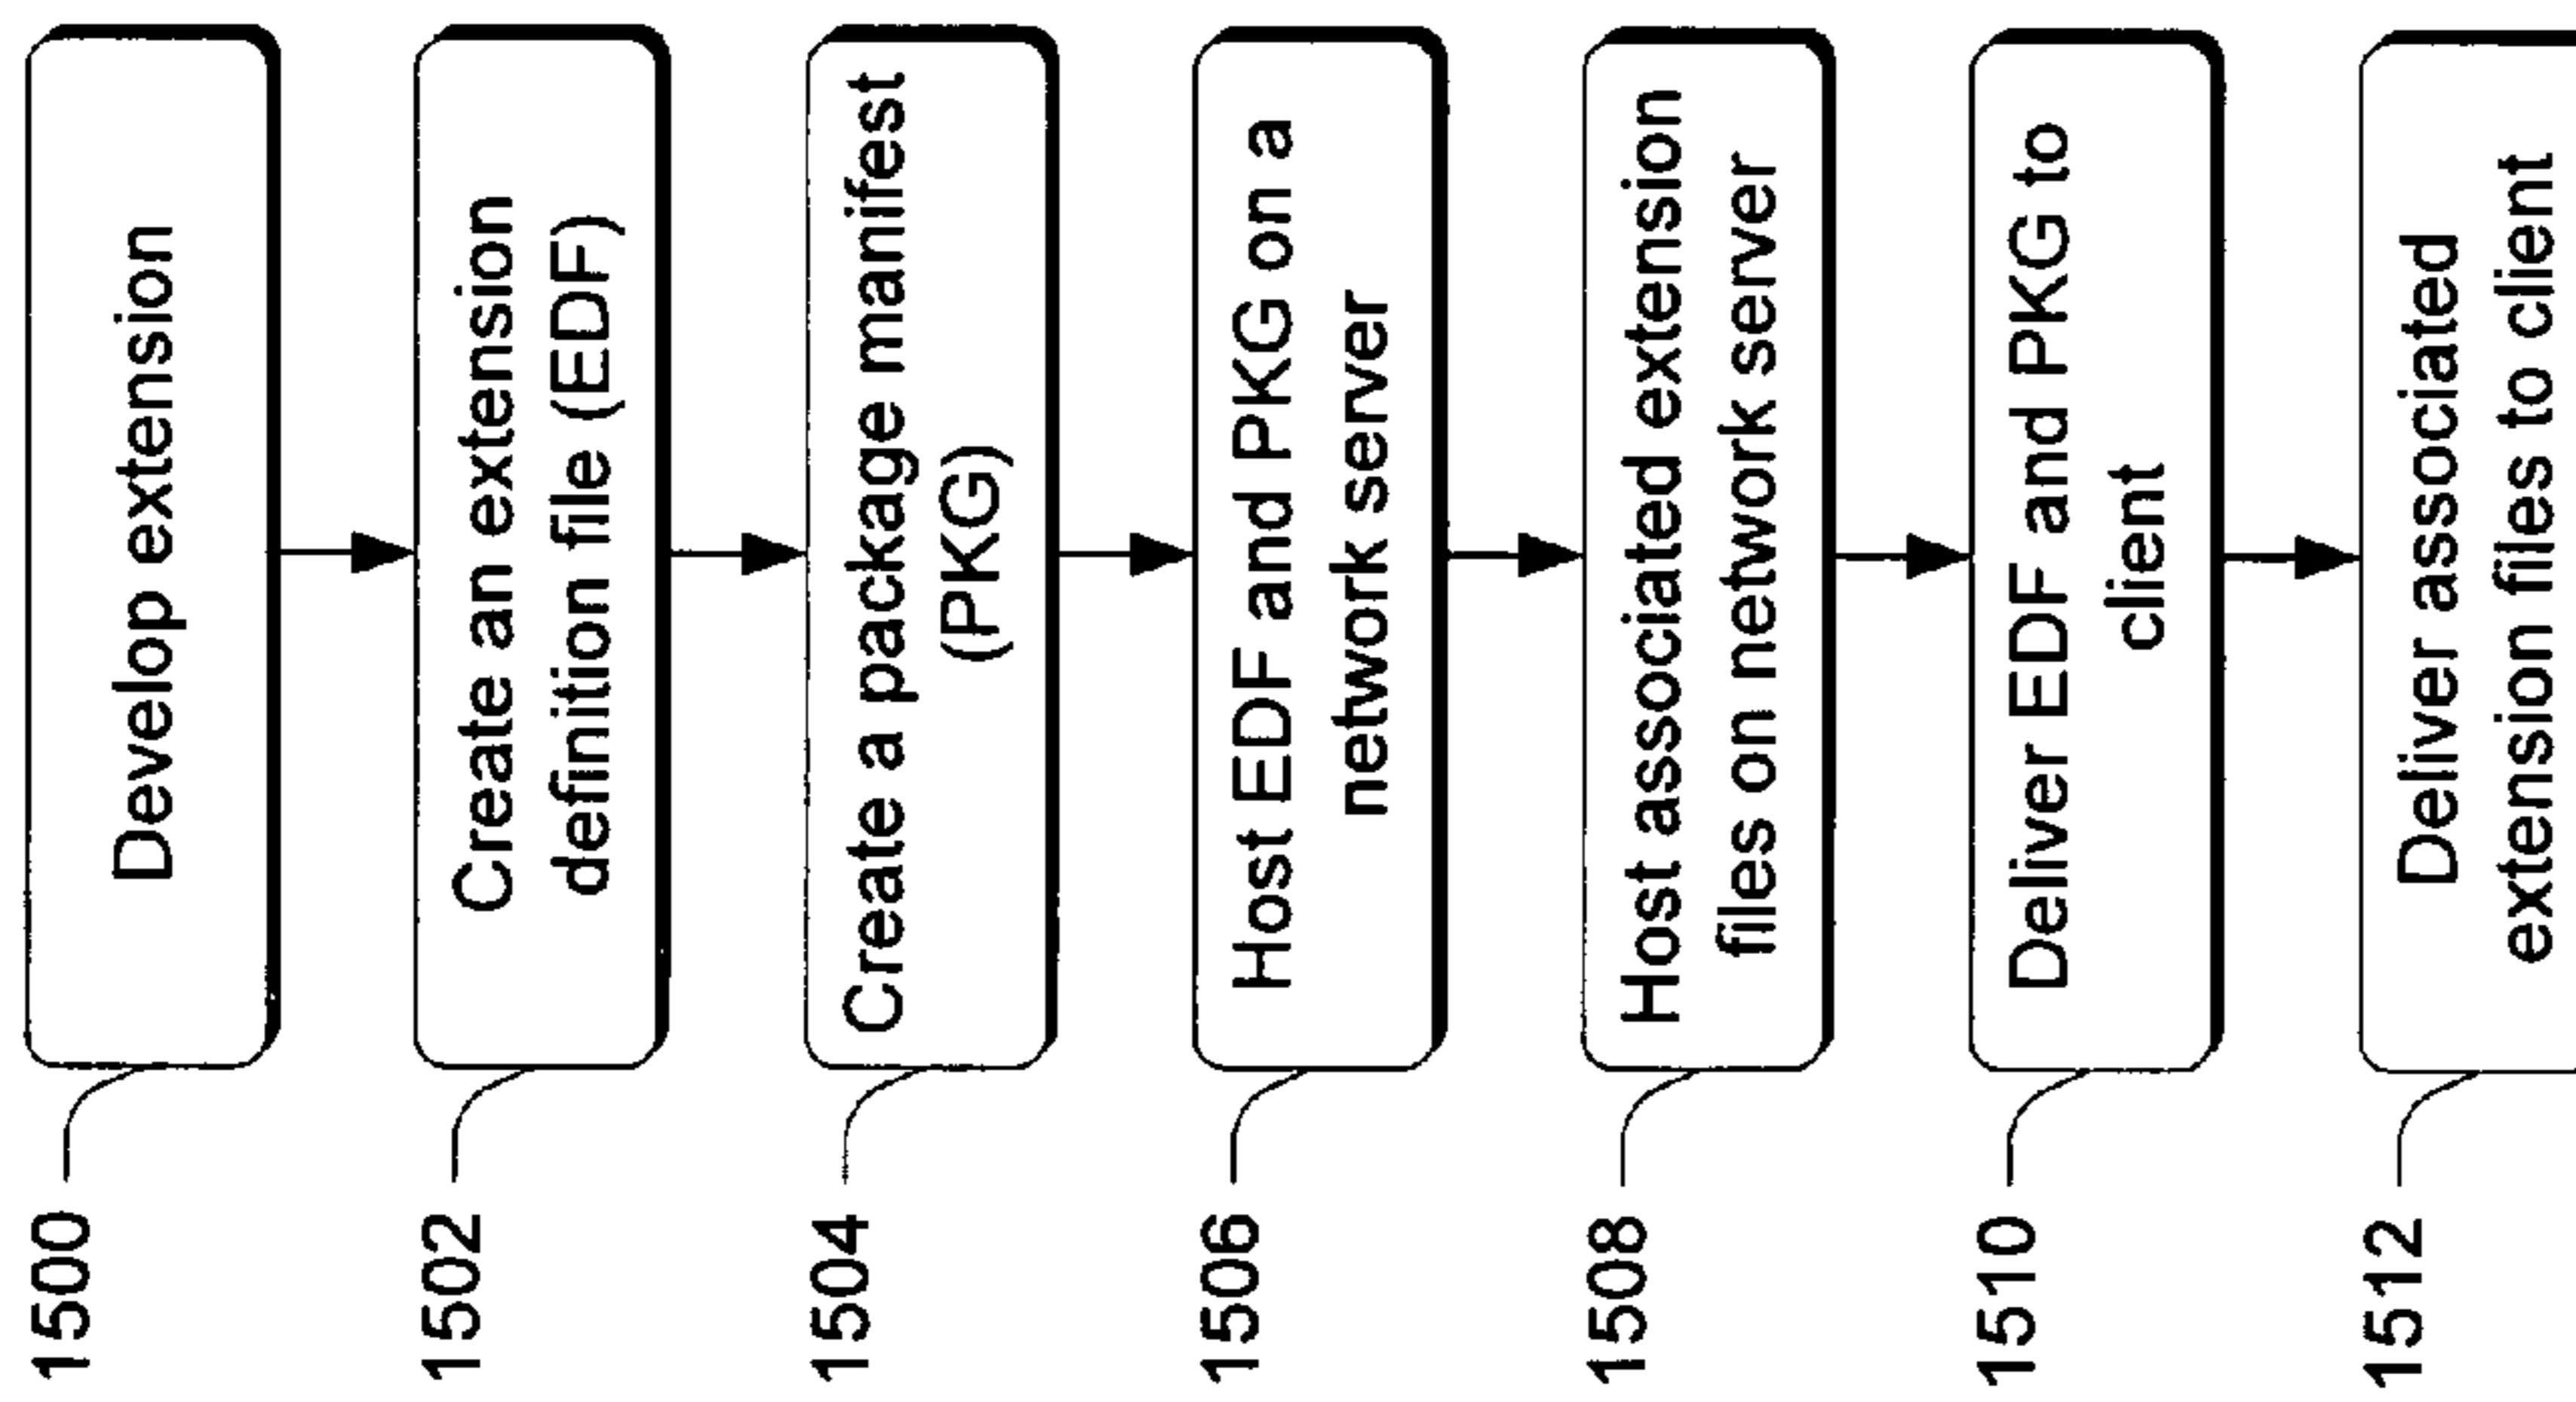 1500
Develop extension
1502
Create an extension
definition file (EDF)
1504
Create a package manifest
(PKG)
1506
Host EDF and PKG on a
network server
1508
Host associated extension
files on network server
1510
Deliver EDF and PKG to
client
1512
Deliver associated
extension files to client